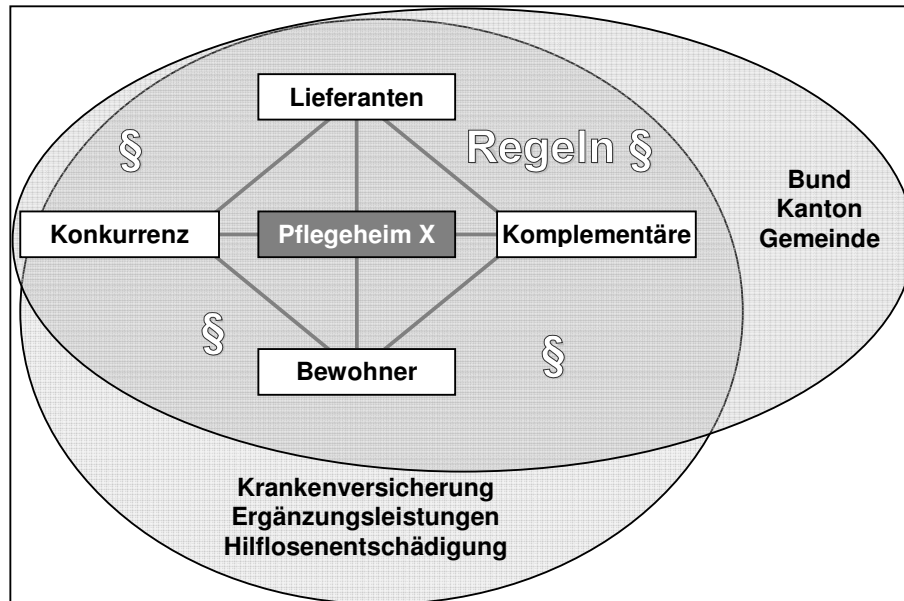 Lieferanten
§
Regeln §
Bund
Kanton
Gemeinde
Konkurrenz
Pflegeheim X
Komplementäre
§
§
Bewohner
Krankenversicherung
Ergänzungsleistungen
Hilflosenentschädigung